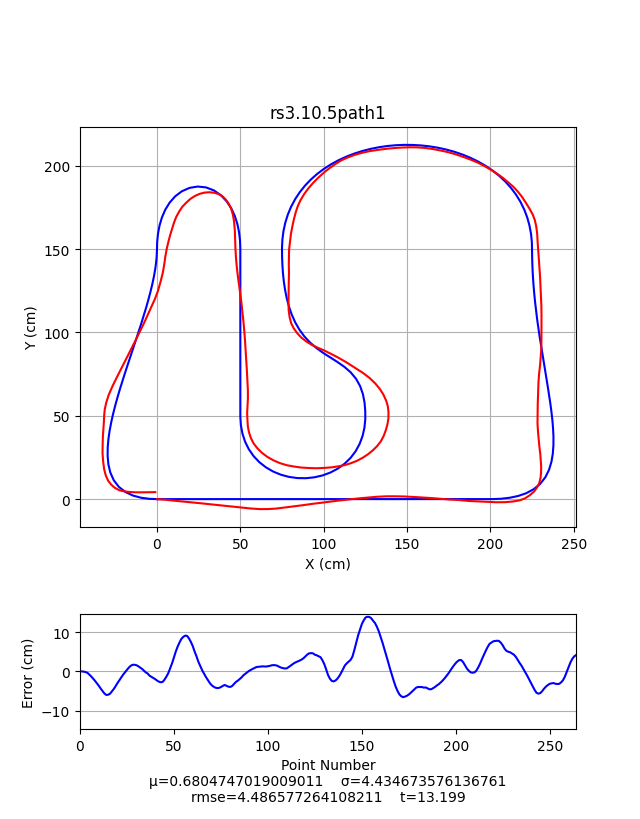 rs3.10.5path1
200
150
100
50
0
Y (cm)
0 50 100 150 200 250
X (cm)
10
0
−10
Error (cm)
0 50 100 150 200 250
Point Number
μ=0.6804747019009011 σ=4.434673576136761
rmse=4.486577264108211 t=13.199